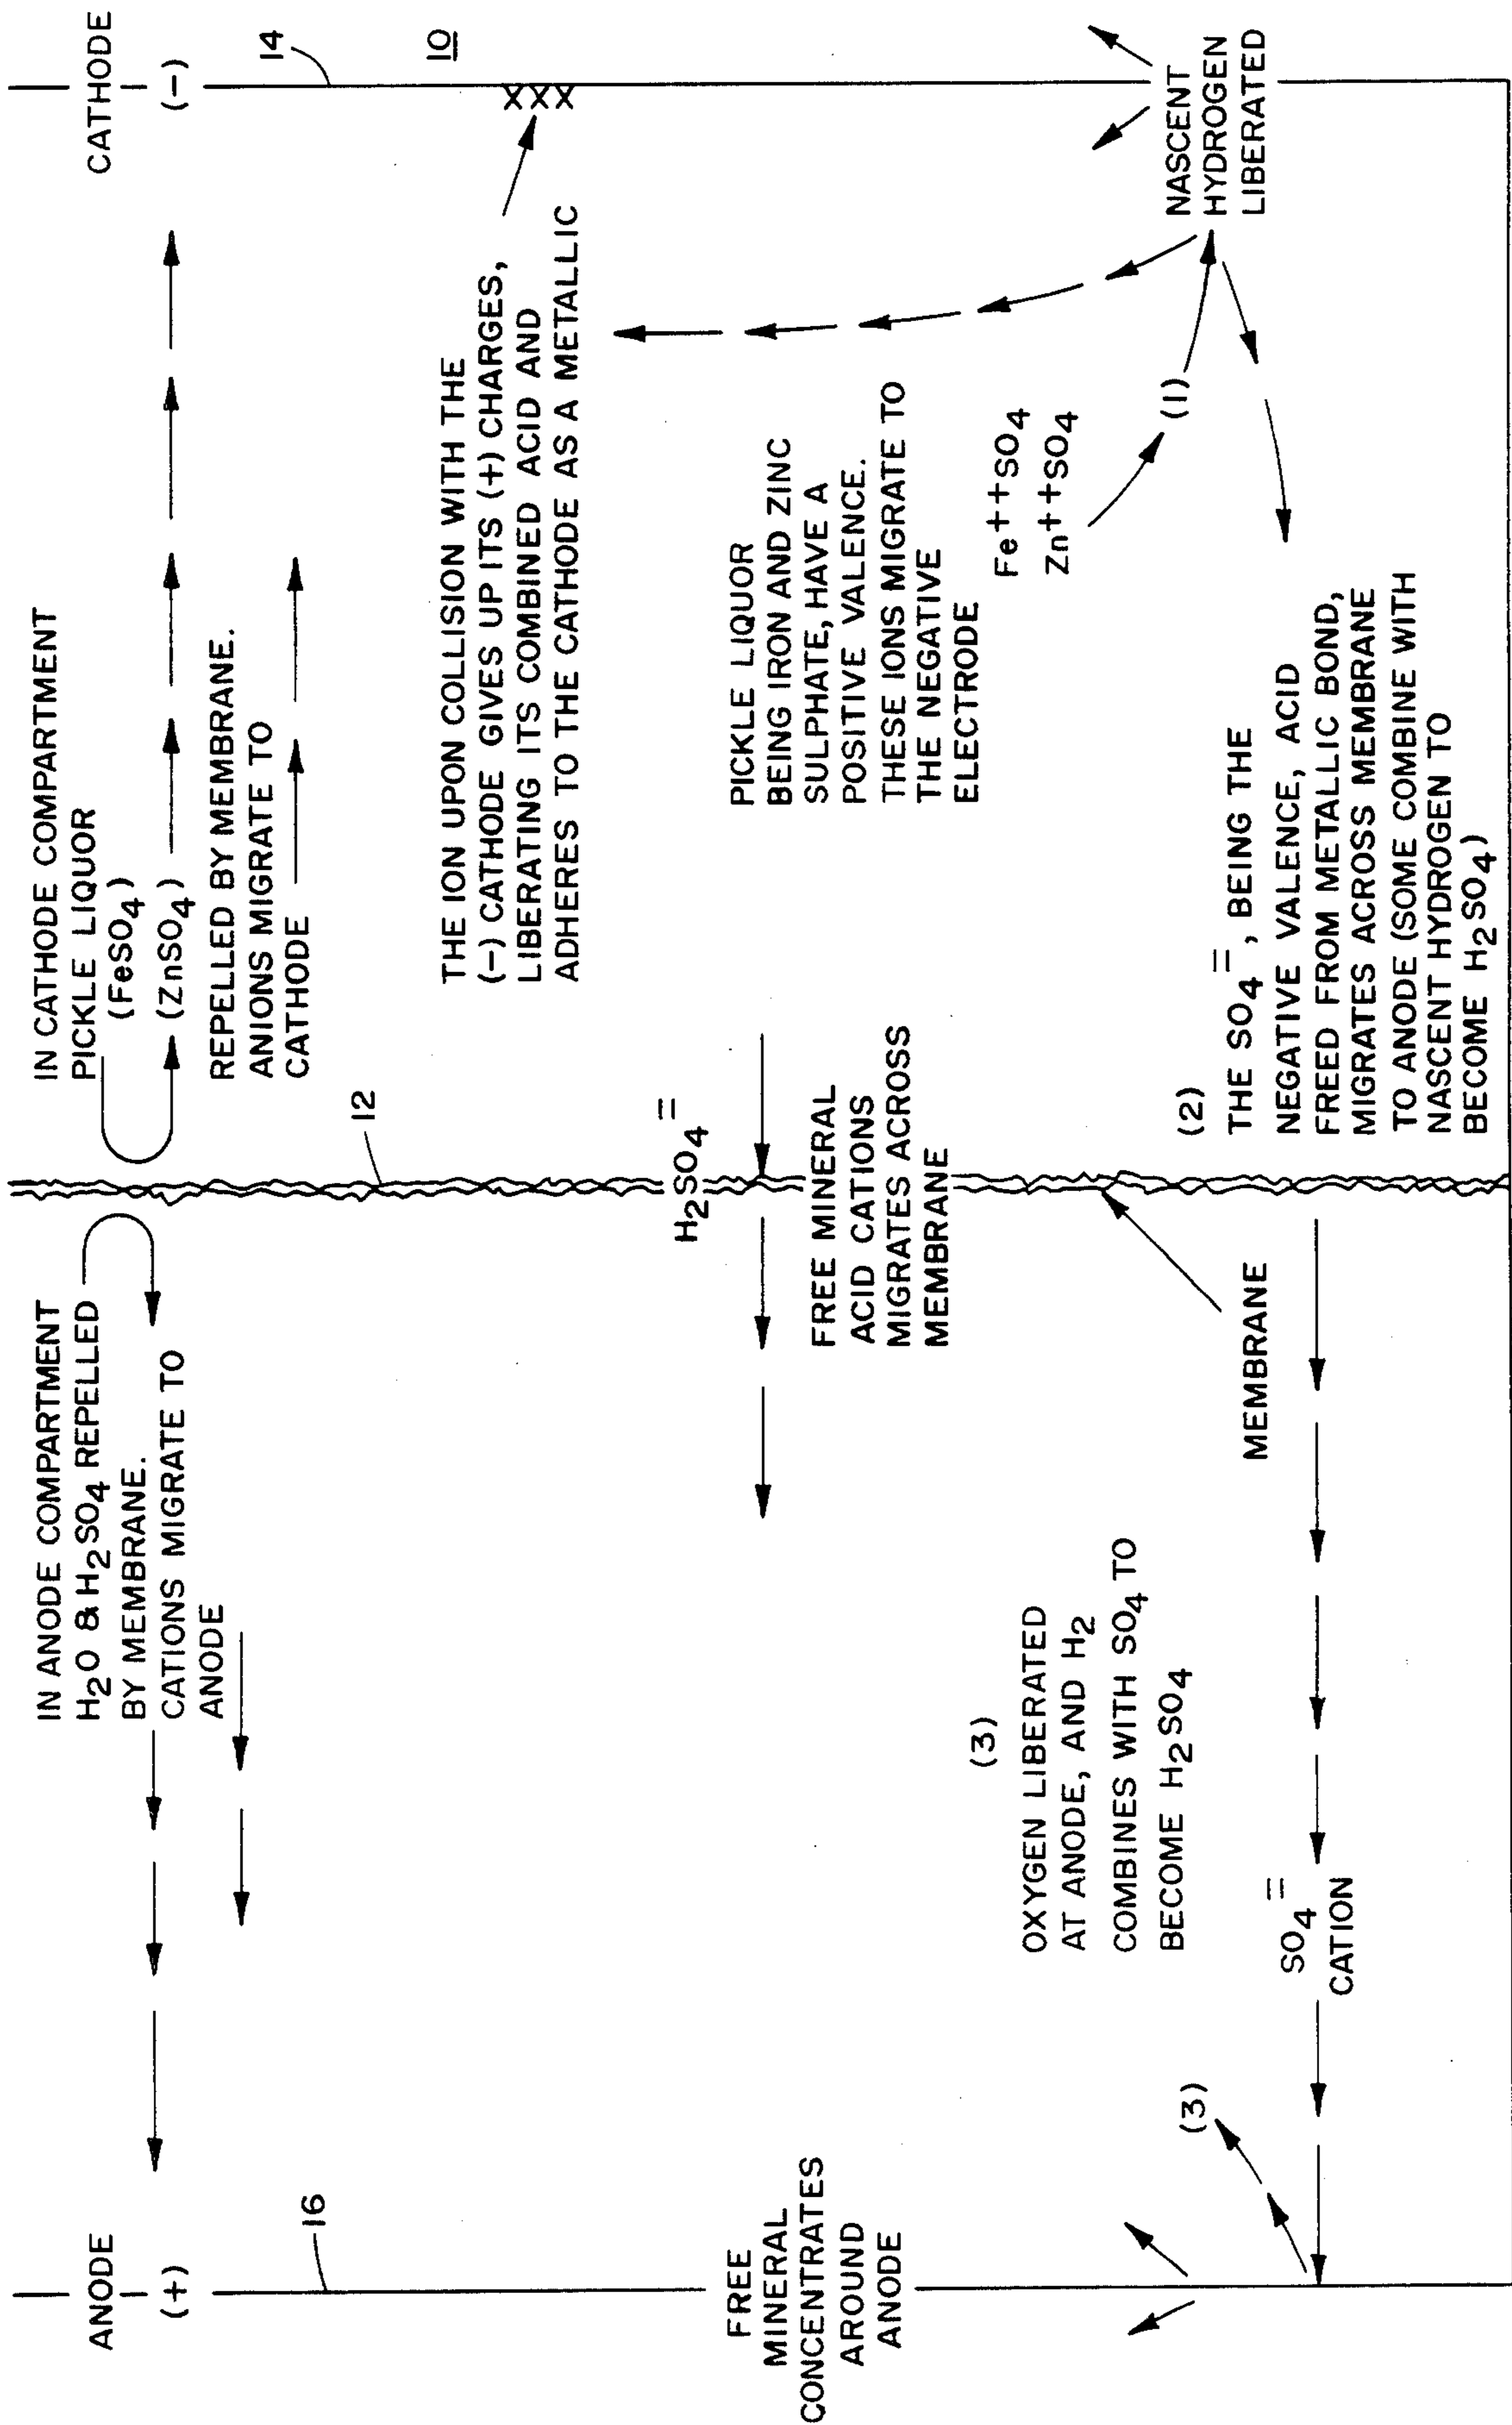 ANODE
(+)
16
IN ANODE COMPARTMENT
H2O & H2SO4 REPELLED
BY MEMBRANE.
CATIONS MIGRATE TO
ANODE
12
IN CATHODE COMPARTMENT
PICKLE LIQUOR
(FeSO4)
(ZnSO4)
REPELLED BY MEMBRANE.
ANIONS MIGRATE TO
CATHODE
CATHODE
(-)
14
10
THE ION UPON COLLISION WITH THE
(-) CATHODE GIVES UP ITS (+) CHARGES,
LIBERATING ITS COMBINED ACID AND
ADHERES TO THE CATHODE AS A METALLIC
XXX
H2SO4=
FREE MINERAL
ACID CATIONS
MIGRATES ACROSS
MEMBRANE
PICKLE LIQUOR
BEING IRON AND ZINC
SULPHATE, HAVE A
POSITIVE VALENCE.
THESE IONS MIGRATE TO
THE NEGATIVE
ELECTRODE
Fe++SO4
Zn++SO4
(1)
NASCENT
HYDROGEN
LIBERATED
FREE
MINERAL
CONCENTRATES
AROUND
ANODE
(3)
OXYGEN LIBERATED
AT ANODE, AND H2
COMBINES WITH SO4 TO
BECOME H2SO4
(3)
MEMBRANE
SO4=
CATION
(2)
THE SO4=, BEING THE
NEGATIVE VALENCE, ACID
FREED FROM METALLIC BOND,
MIGRATES ACROSS MEMBRANE
TO ANODE (SOME COMBINE WITH
NASCENT HYDROGEN TO
BECOME H2SO4)